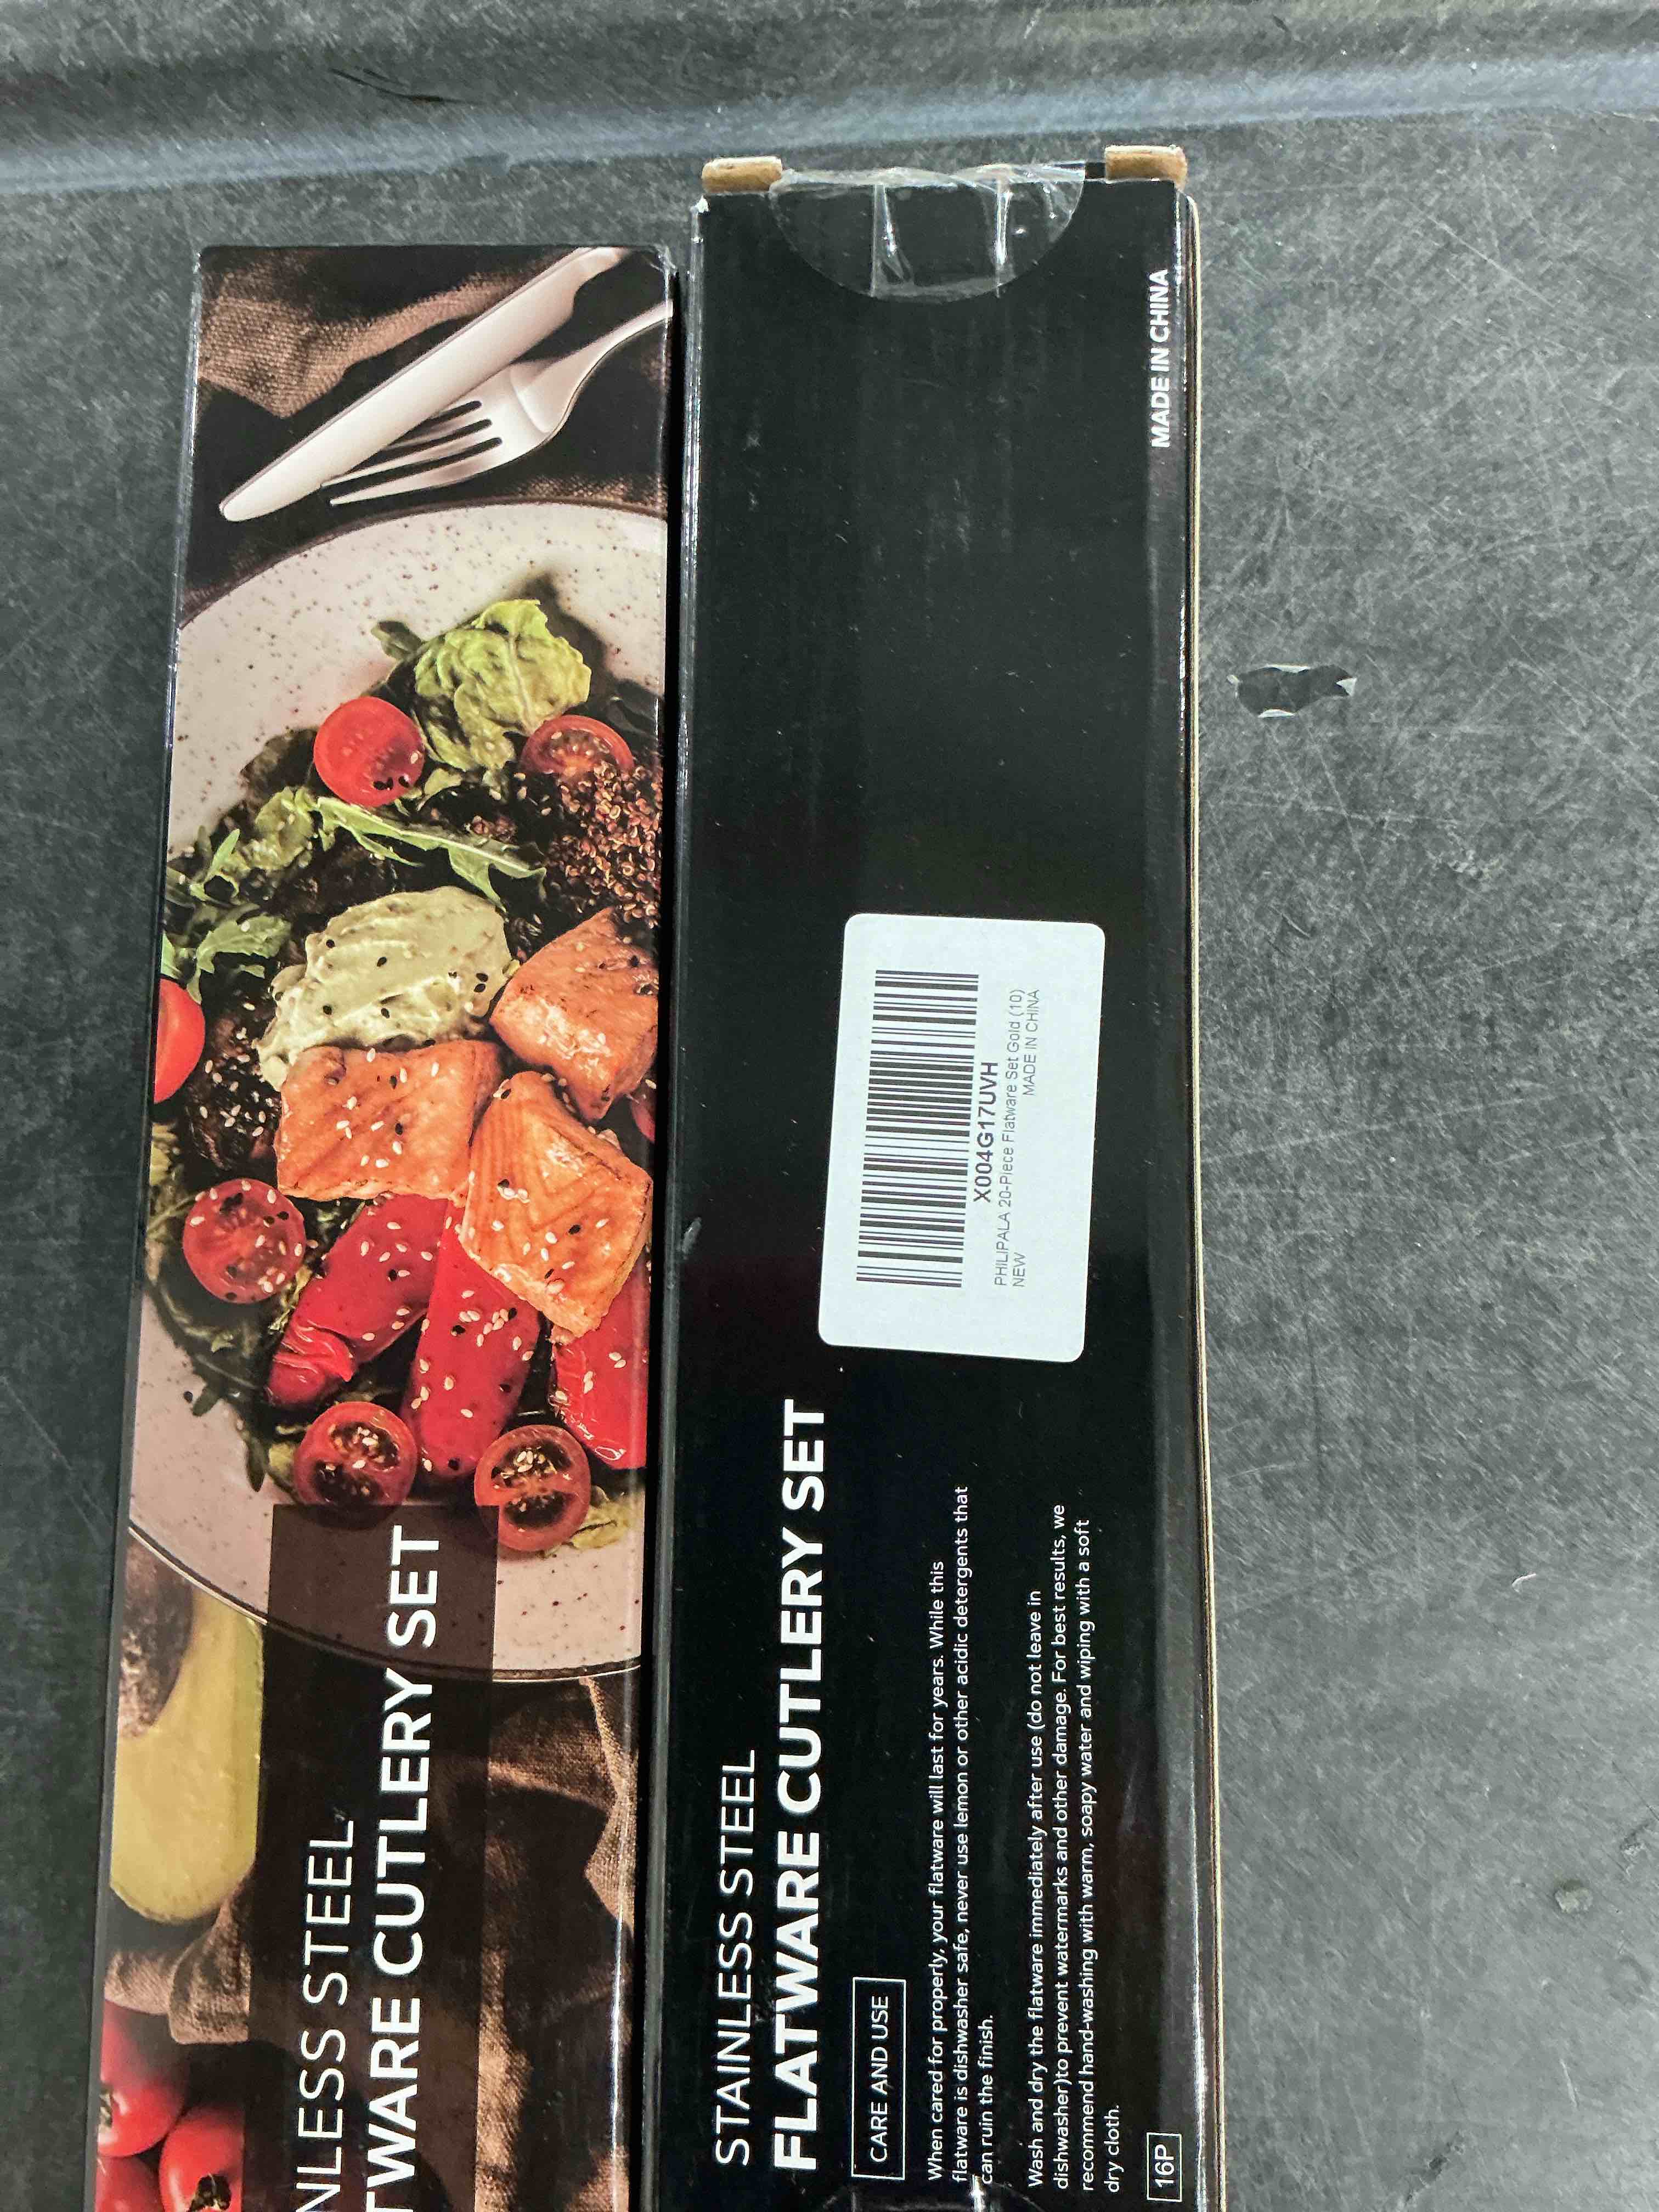 NLESS STEEL
TWARE CUTLERY SET
STAINLESS STEEL
FLATWARE CUTLERY SET
CARE AND USE
When cared for properly, your flatware will last for years. While this
flatware is dishwasher safe, never use lemon or other acidic detergents that
can ruin the finish.
Wash and dry the flatware immediately after use (do not leave in
dishwasher)to prevent watermarks and other damage. For best results, we
recommend hand-washing with warm, soapy water and wiping with a soft
dry cloth.
16P
X004G17UVH
PHILIPALA 20-Piece Flatware Set Gold (10)
NEW
MADE IN CHINA
MADE IN CHINA